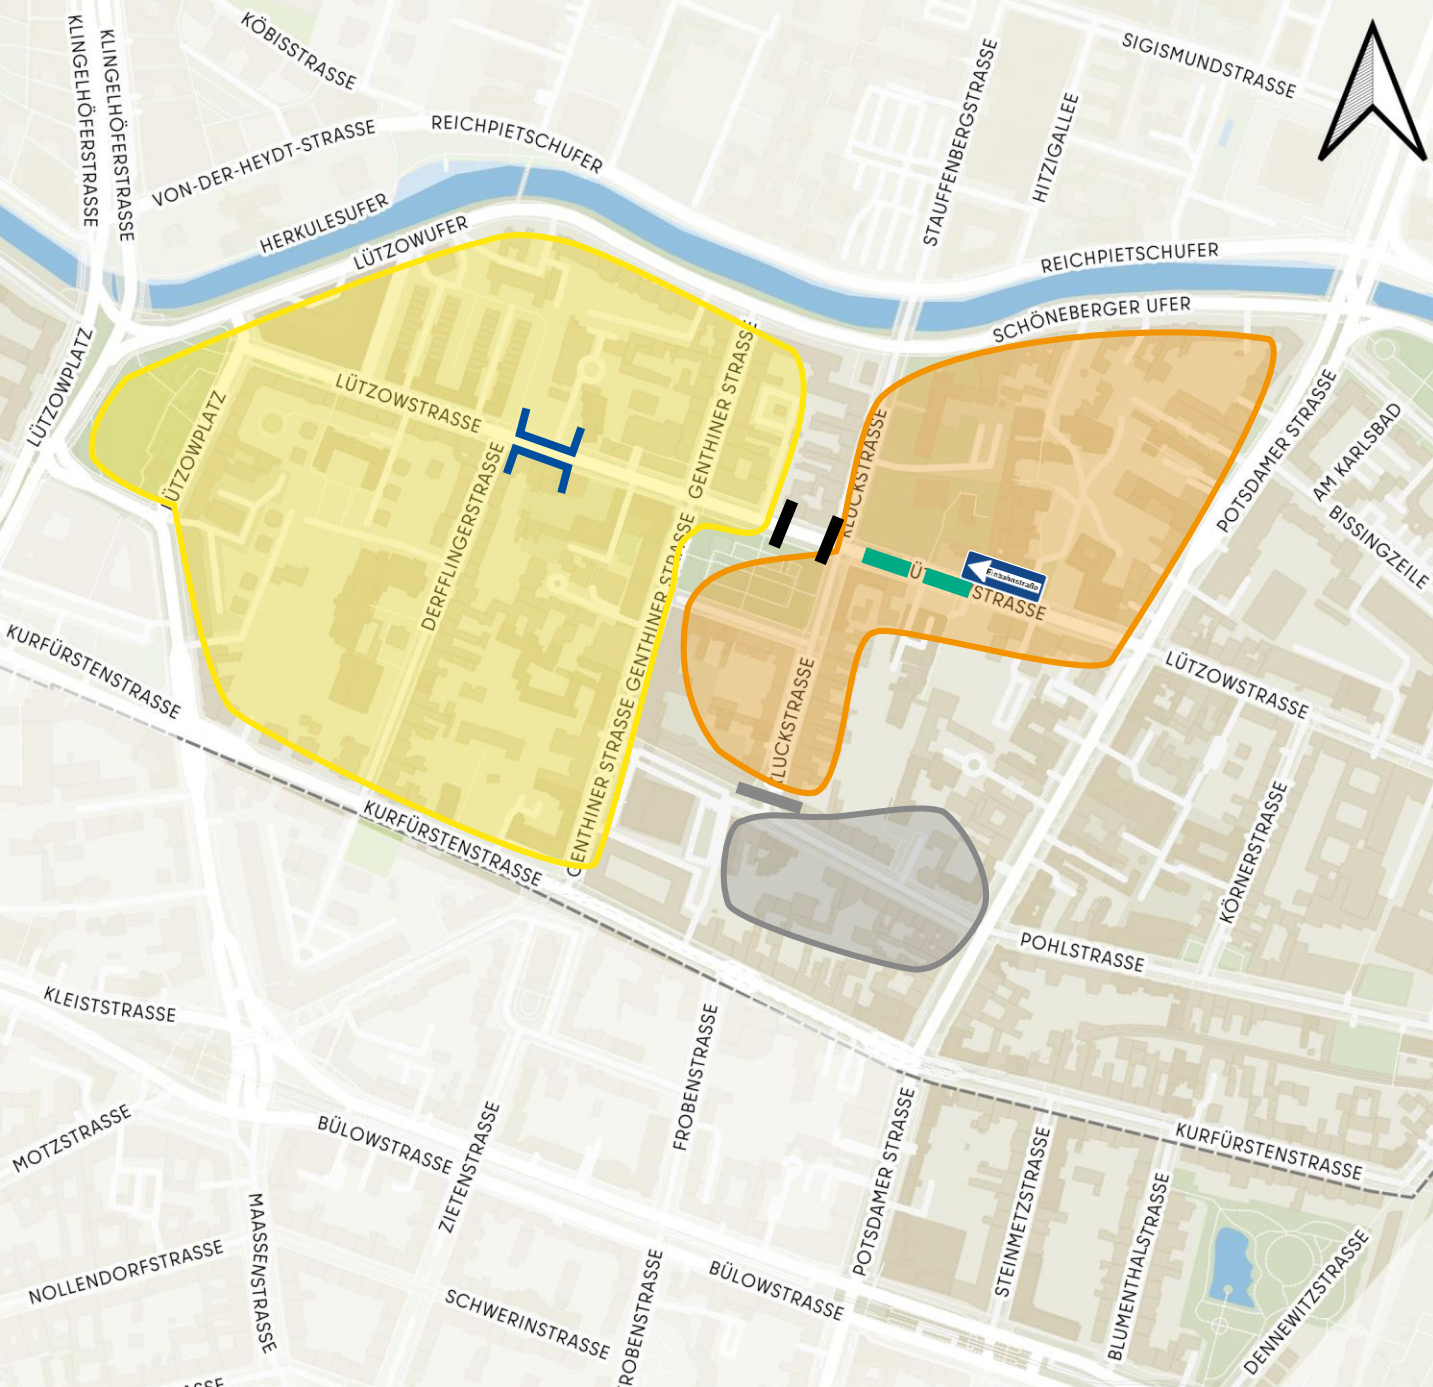 KLINGELHÖFERSTRASSE
KLINGELHÖFERSTRASSE
KÖBISSTRASSE
SIGISMUNDSTRASSE
STAUFFENBERGSTRASSE
HITZIGALLEE
VON-DER-HEYDT-STRASSE
REICHPIETSCHUFER
HERKULESUFER
LÜTZOWUFER
REICHPIETSCHUFER
SCHÖNEBERGER UFER
LÜTZOWPLATZ
LÜTZOWPLATZ
LÜTZOWSTRASSE
GENTHINER STRASSE
KLUCKSTRASSE
POTSDAMER STRASSE
AM KARLSBAD
BISSINGZEILE
DERFFLINGERSTRASSE
GENTHINER STRASSE
Einbahnstraße
Ü
STRASSE
KURFÜRSTENSTRASSE
KLUCKSTRASSE
LÜTZOWSTRASSE
GENTHINER STRASSE
KURFÜRSTENSTRASSE
KÖRNERSTRASSE
POHLSTRASSE
KLEISTSTRASSE
FROBENSTRASSE
MOTZSTRASSE
BÜLOWSTRASSE
ZIETENSTRASSE
POTSDAMER STRASSE
STEINMETZSTRASSE
KURFÜRSTENSTRASSE
BLUMENTHALSTRASSE
MAASSENSTRASSE
NOLLENDORFSTRASSE
SCHWERINSTRASSE
ROBENSTRASSE
BÜLOWSTRASSE
DENNEWITZSTRASSE
SSE